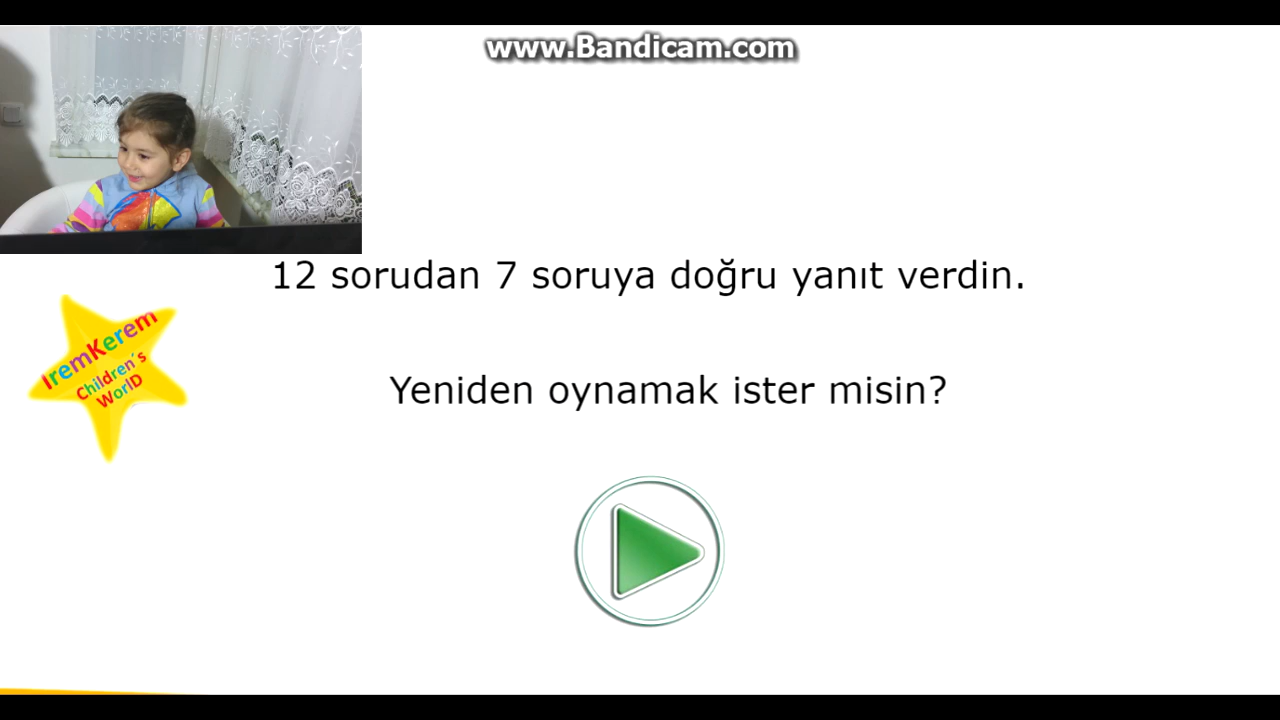 www.Bandicam.com
12 sorudan 7 soruya doğru yanıt verdin.
IremKerem
Children´s
WorlD
Yeniden oynamak ister misin?